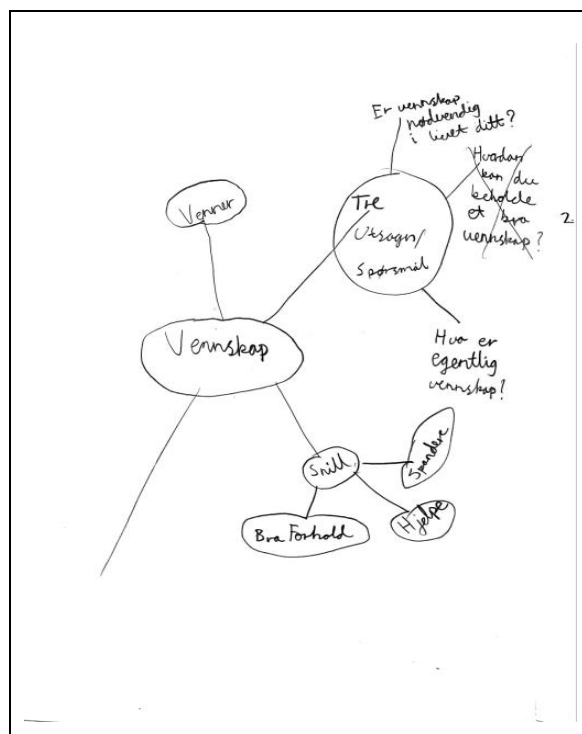 Er vennskap
nødvendig
i livet ditt?
Hvordan
kan du
beholde
et bra
vennskap?
2
Venner
Tre
Utsagn/
Spørsmål
Vennskap
Hva er
egentlig
vennskap?
Snill
Spandere
Hjelpe
Bra Forhold